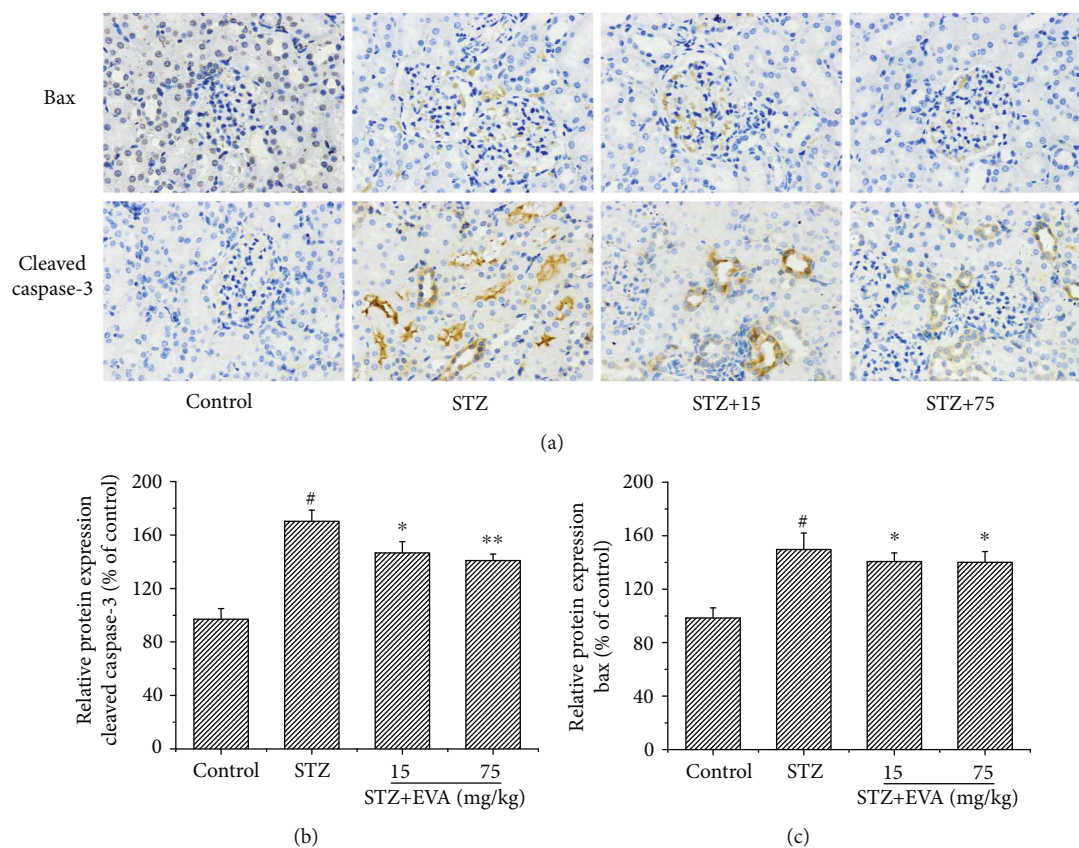 Bax
Cleaved
caspase-3
Control
STZ
STZ+15
STZ+75
(a)
Relative protein expression
cleaved caspase-3 (% of control)
200
160
120
80
40
0
#
*
**
Control
STZ
15
75
STZ+EVA (mg/kg)
(b)
Relative protein expression
bax (% of control)
200
160
120
80
40
0
#
*
*
Control
STZ
15
75
STZ+EVA (mg/kg)
(c)